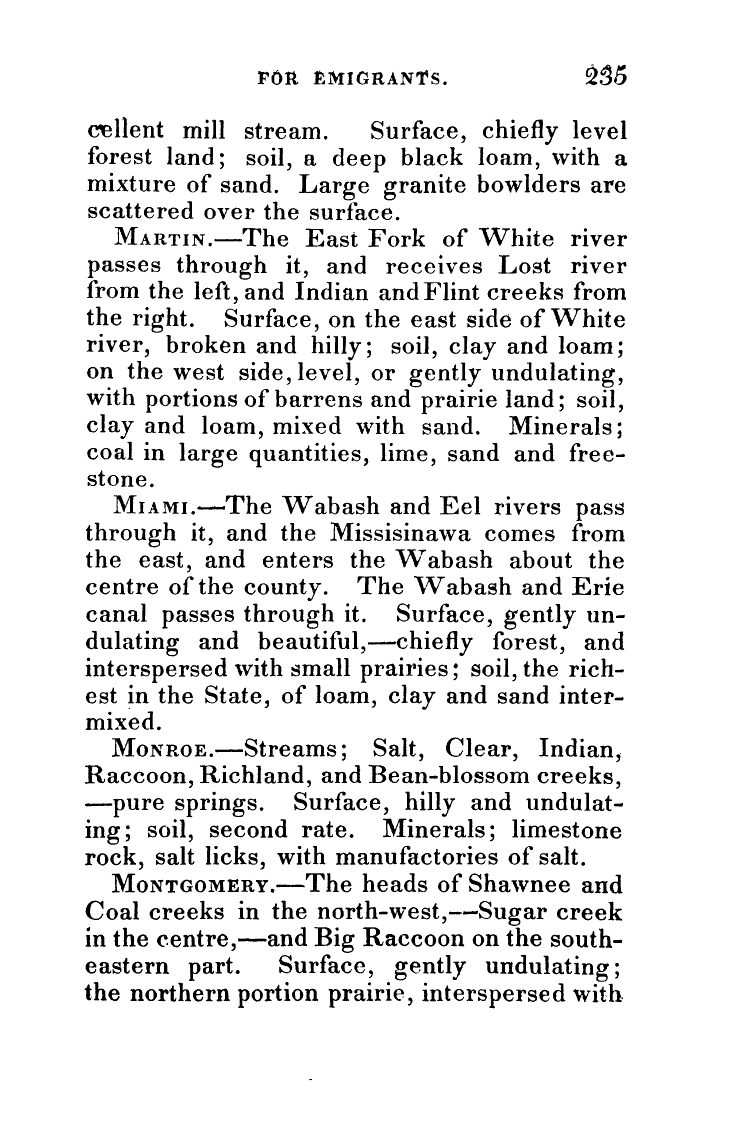 FOR EMIGRANTS. 235
cellent mill stream. Surface, chiefly level
forest land; soil, a deep black loam, with a
mixture of sand. Large granite bowlders are
scattered over the surface.
MARTIN.—The East Fork of White river
passes through it, and receives Lost river
from the left, and Indian and Flint creeks from
the right. Surface, on the east side of White
river, broken and hilly; soil, clay and loam;
on the west side, level, or gently undulating,
with portions of barrens and prairie land; soil,
clay and loam, mixed with sand. Minerals;
coal in large quantities, lime, sand and free-
stone.
MIAMI.—The Wabash and Eel rivers pass
through it, and the Missisinawa comes from
the east, and enters the Wabash about the
centre of the county. The Wabash and Erie
canal passes through it. Surface, gently un-
dulating and beautiful,—chiefly forest, and
interspersed with small prairies; soil, the rich-
est in the State, of loam, clay and sand inter-
mixed.
MONROE.—Streams; Salt, Clear, Indian,
Raccoon, Richland, and Bean-blossom creeks,
—pure springs. Surface, hilly and undulat-
ing; soil, second rate. Minerals; limestone
rock, salt licks, with manufactories of salt.
MONTGOMERY.—The heads of Shawnee and
Coal creeks in the north-west,—Sugar creek
in the centre,—and Big Raccoon on the south-
eastern part. Surface, gently undulating;
the northern portion prairie, interspersed with